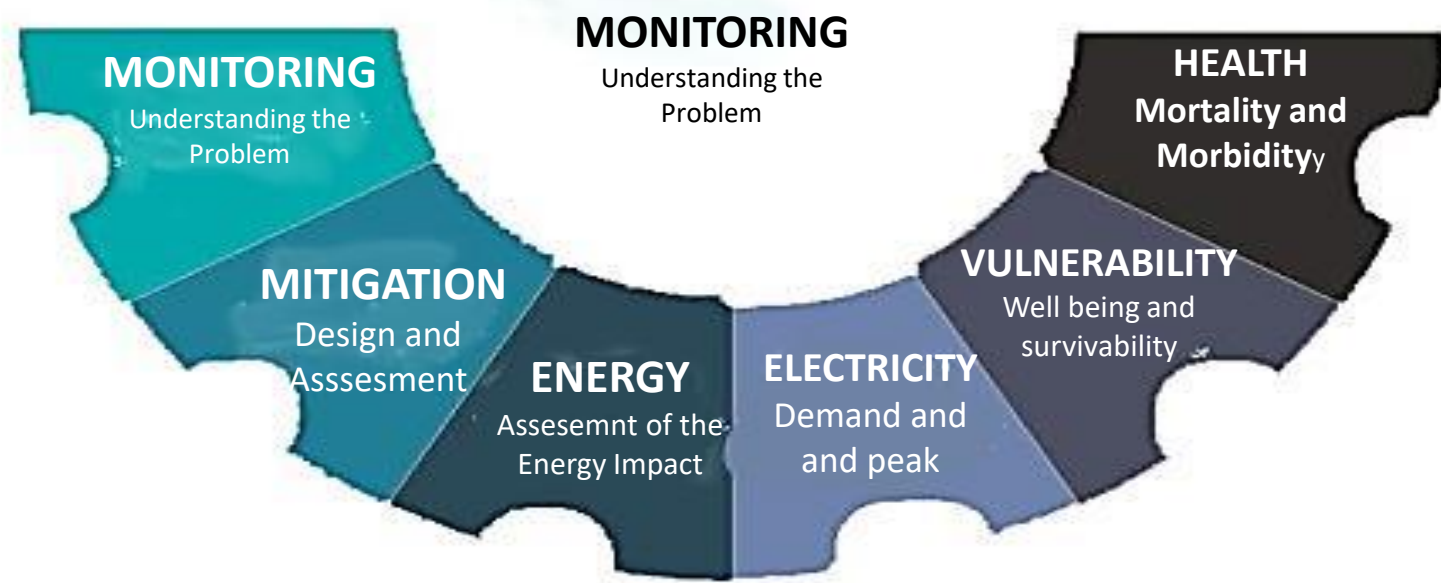 MONITORING
Understanding the
Problem
MONITORING
Understanding the
Problem
HEALTH
Mortality and
Morbidityy
MITIGATION
Design and
Asssesment
ENERGY
Assesemnt of the
Energy Impact
ELECTRICITY
Demand and
and peak
VULNERABILITY
Well being and
survivability